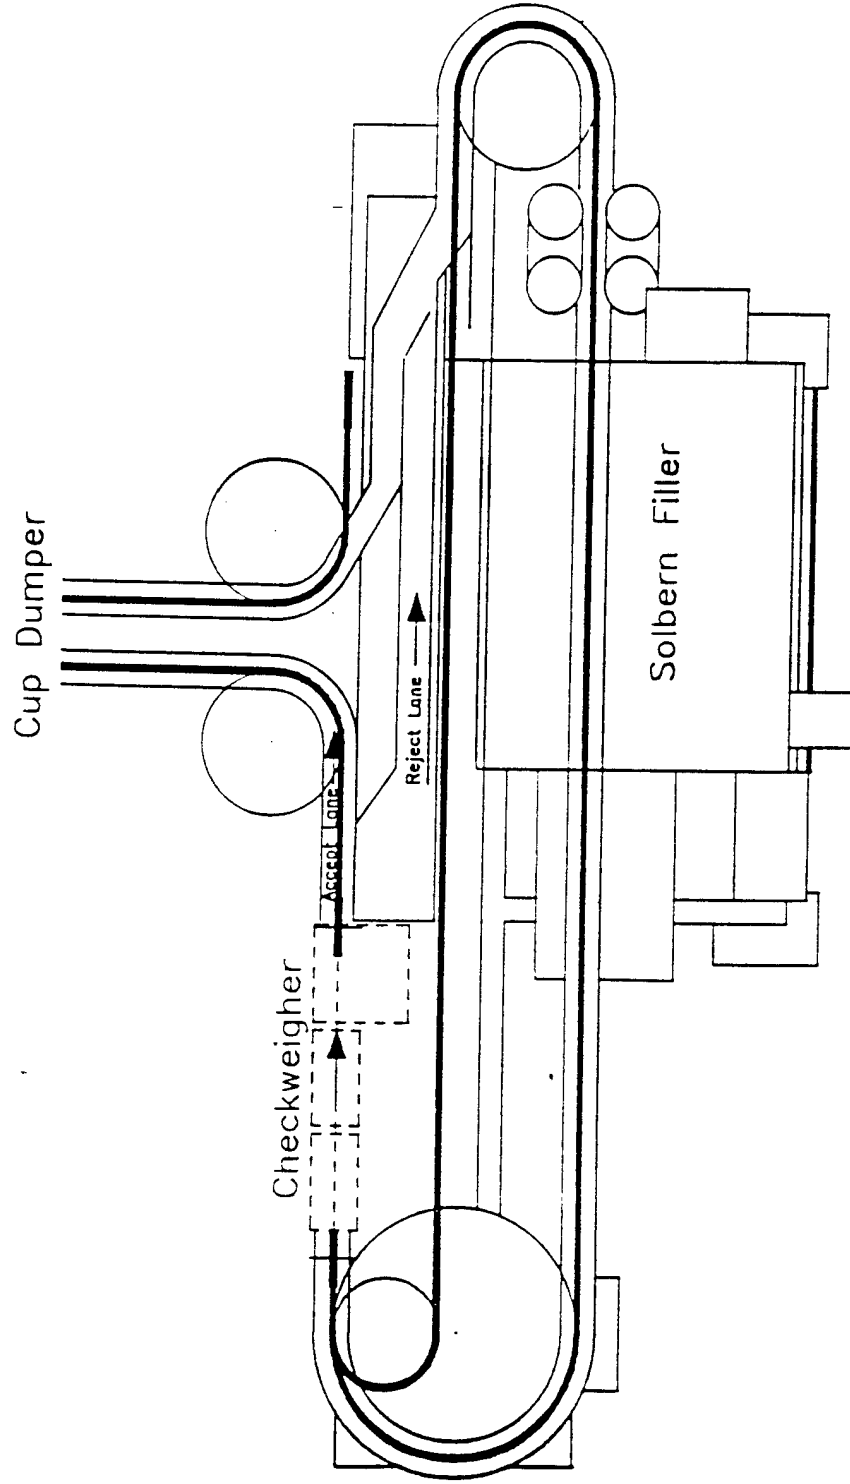 Cup Dumper
Checkweigher
Accept Lane
Reject Lane
Solbern Filler